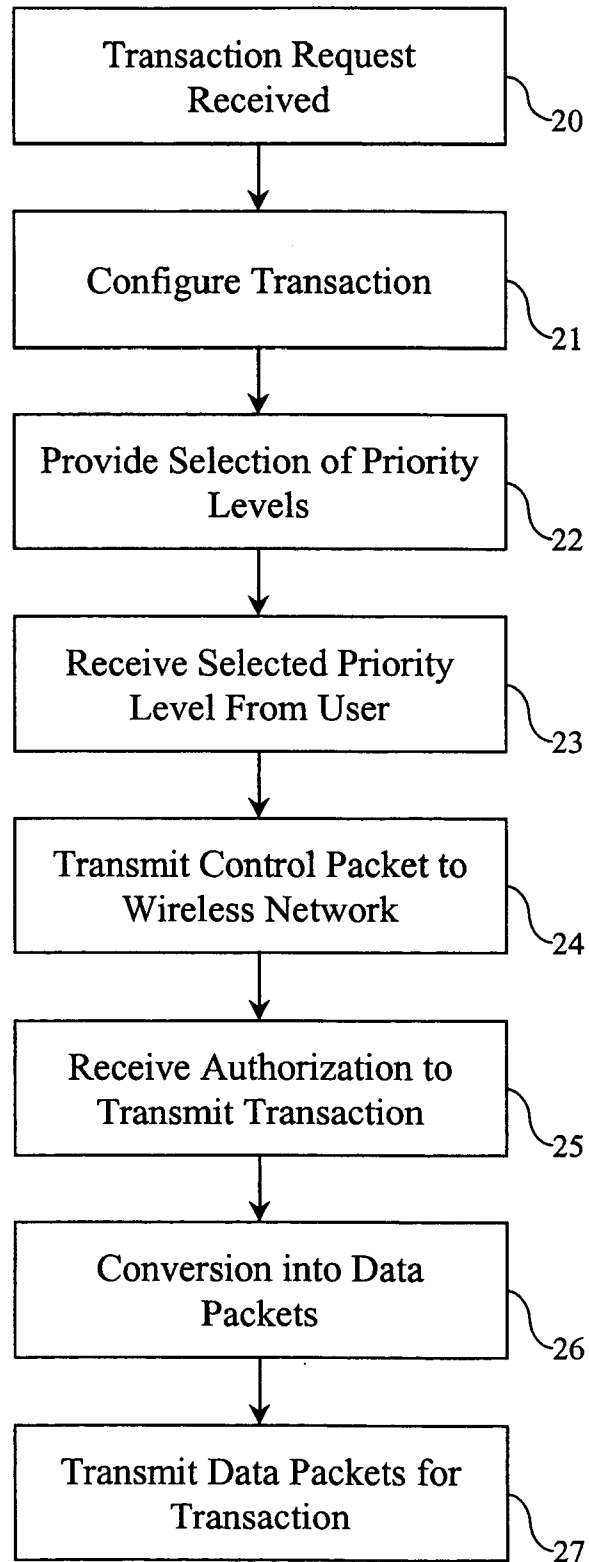 Transaction Request
Received
20
Configure Transaction
21
Provide Selection of Priority
Levels
22
Receive Selected Priority
Level From User
23
Transmit Control Packet to
Wireless Network
24
Receive Authorization to
Transmit Transaction
25
Conversion into Data
Packets
26
Transmit Data Packets for
Transaction
27